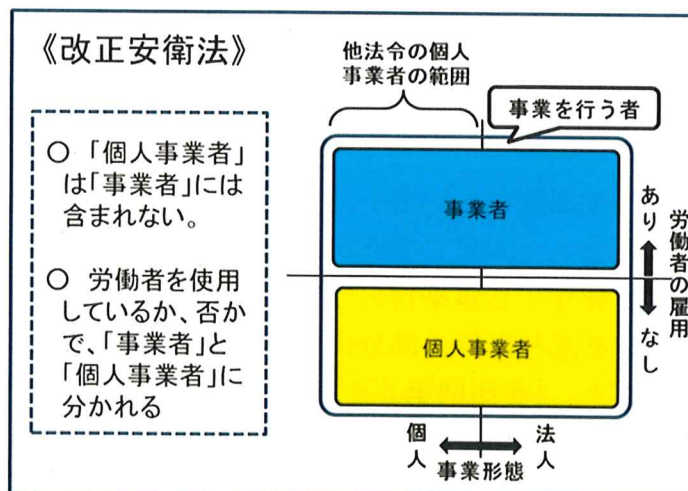 《改正安衛法》
○ 「個人事業者」
は「事業者」には
含まれない。
○ 労働者を使用
しているか、否か
で、「事業者」と
「個人事業者」に
分かれる
他法令の個人
事業者の範囲
事業を行う者
事業者
個人事業者
あり
なし
労働者の雇用
個人
法人
事業形態